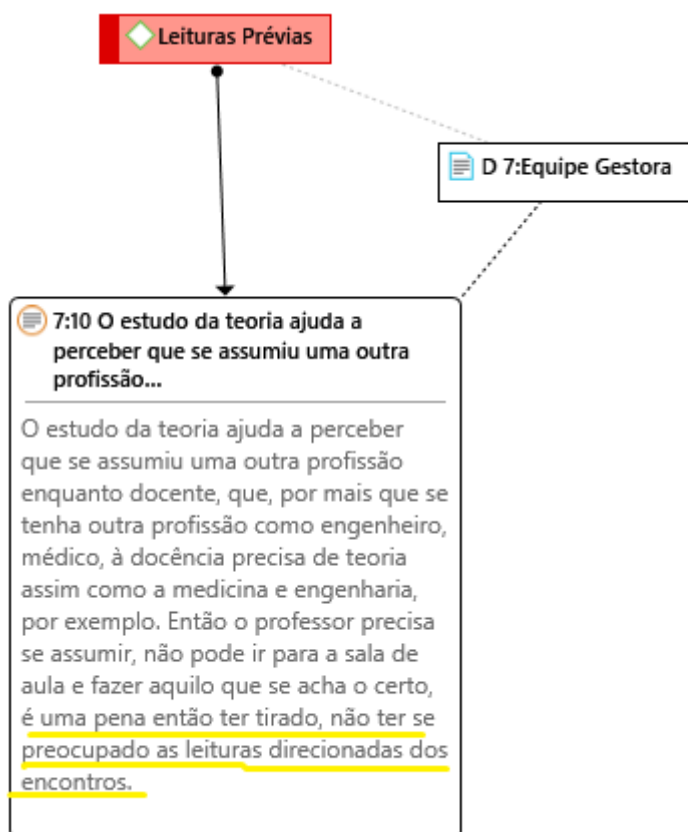 Leituras Prévias
D 7:Equipe Gestora
7:10 O estudo da teoria ajuda a
perceber que se assumiu uma outra
profissão...
O estudo da teoria ajuda a perceber
que se assumiu uma outra profissão
enquanto docente, que, por mais que se
tenha outra profissão como engenheiro,
médico, à docência precisa de teoria
assim como a medicina e engenharia,
por exemplo. Então o professor precisa
se assumir, não pode ir para a sala de
aula e fazer aquilo que se acha o certo,
é uma pena então ter tirado, não ter se
preocupado as leituras direcionadas dos
encontros.